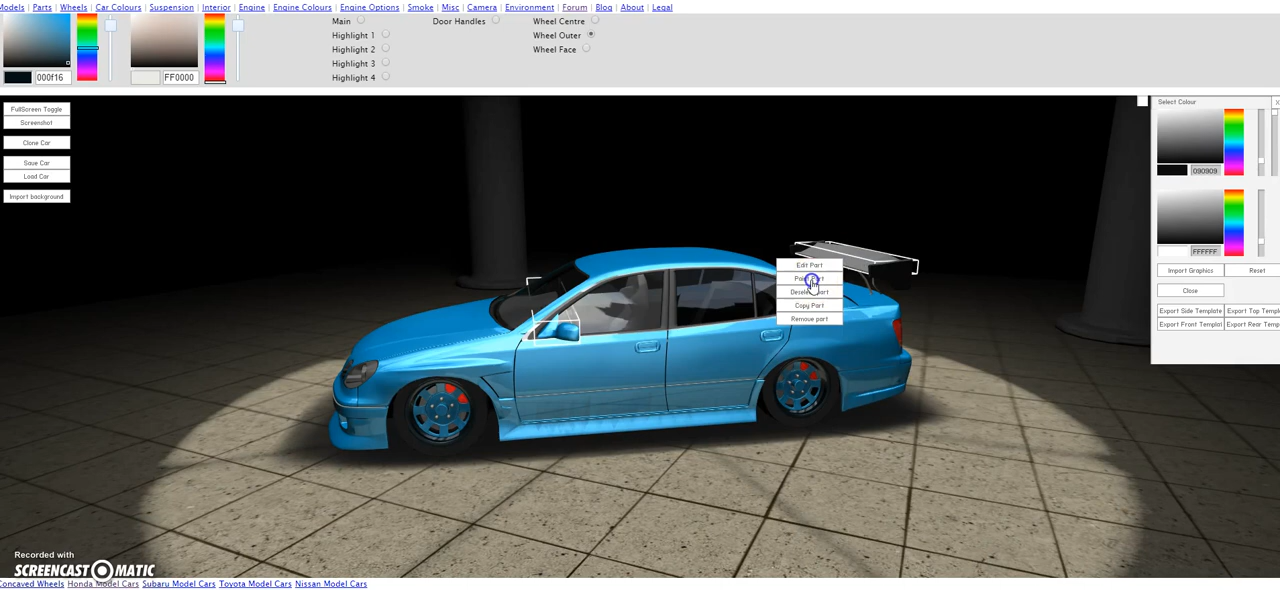 Models | Parts | Wheels | Car Colours | Suspension | Interior | Engine | Engine Colours | Engine Options | Smoke | Misc | Camera | Environment | Forum | Blog | About | Legal
Main
Highlight 1
Highlight 2
Highlight 3
Highlight 4
Door Handles
Wheel Centre
Wheel Outer
Wheel Face
000f16
FF0000
FullScreen Toggle
Screenshot
Clone Car
Save Car
Load Car
Import background
Edit Part
Deselect part
Copy Part
Remove part
Select Colour
X
090909
FFFFFF
Import Graphics
Reset
Close
Export Side Template
Export Top Templ
Export Front Templat
Export Rear Temp
Recorded with
SCREENCAST-O-MATIC
Concaved Wheels Honda Model Cars Subaru Model Cars Toyota Model Cars Nissan Model Cars